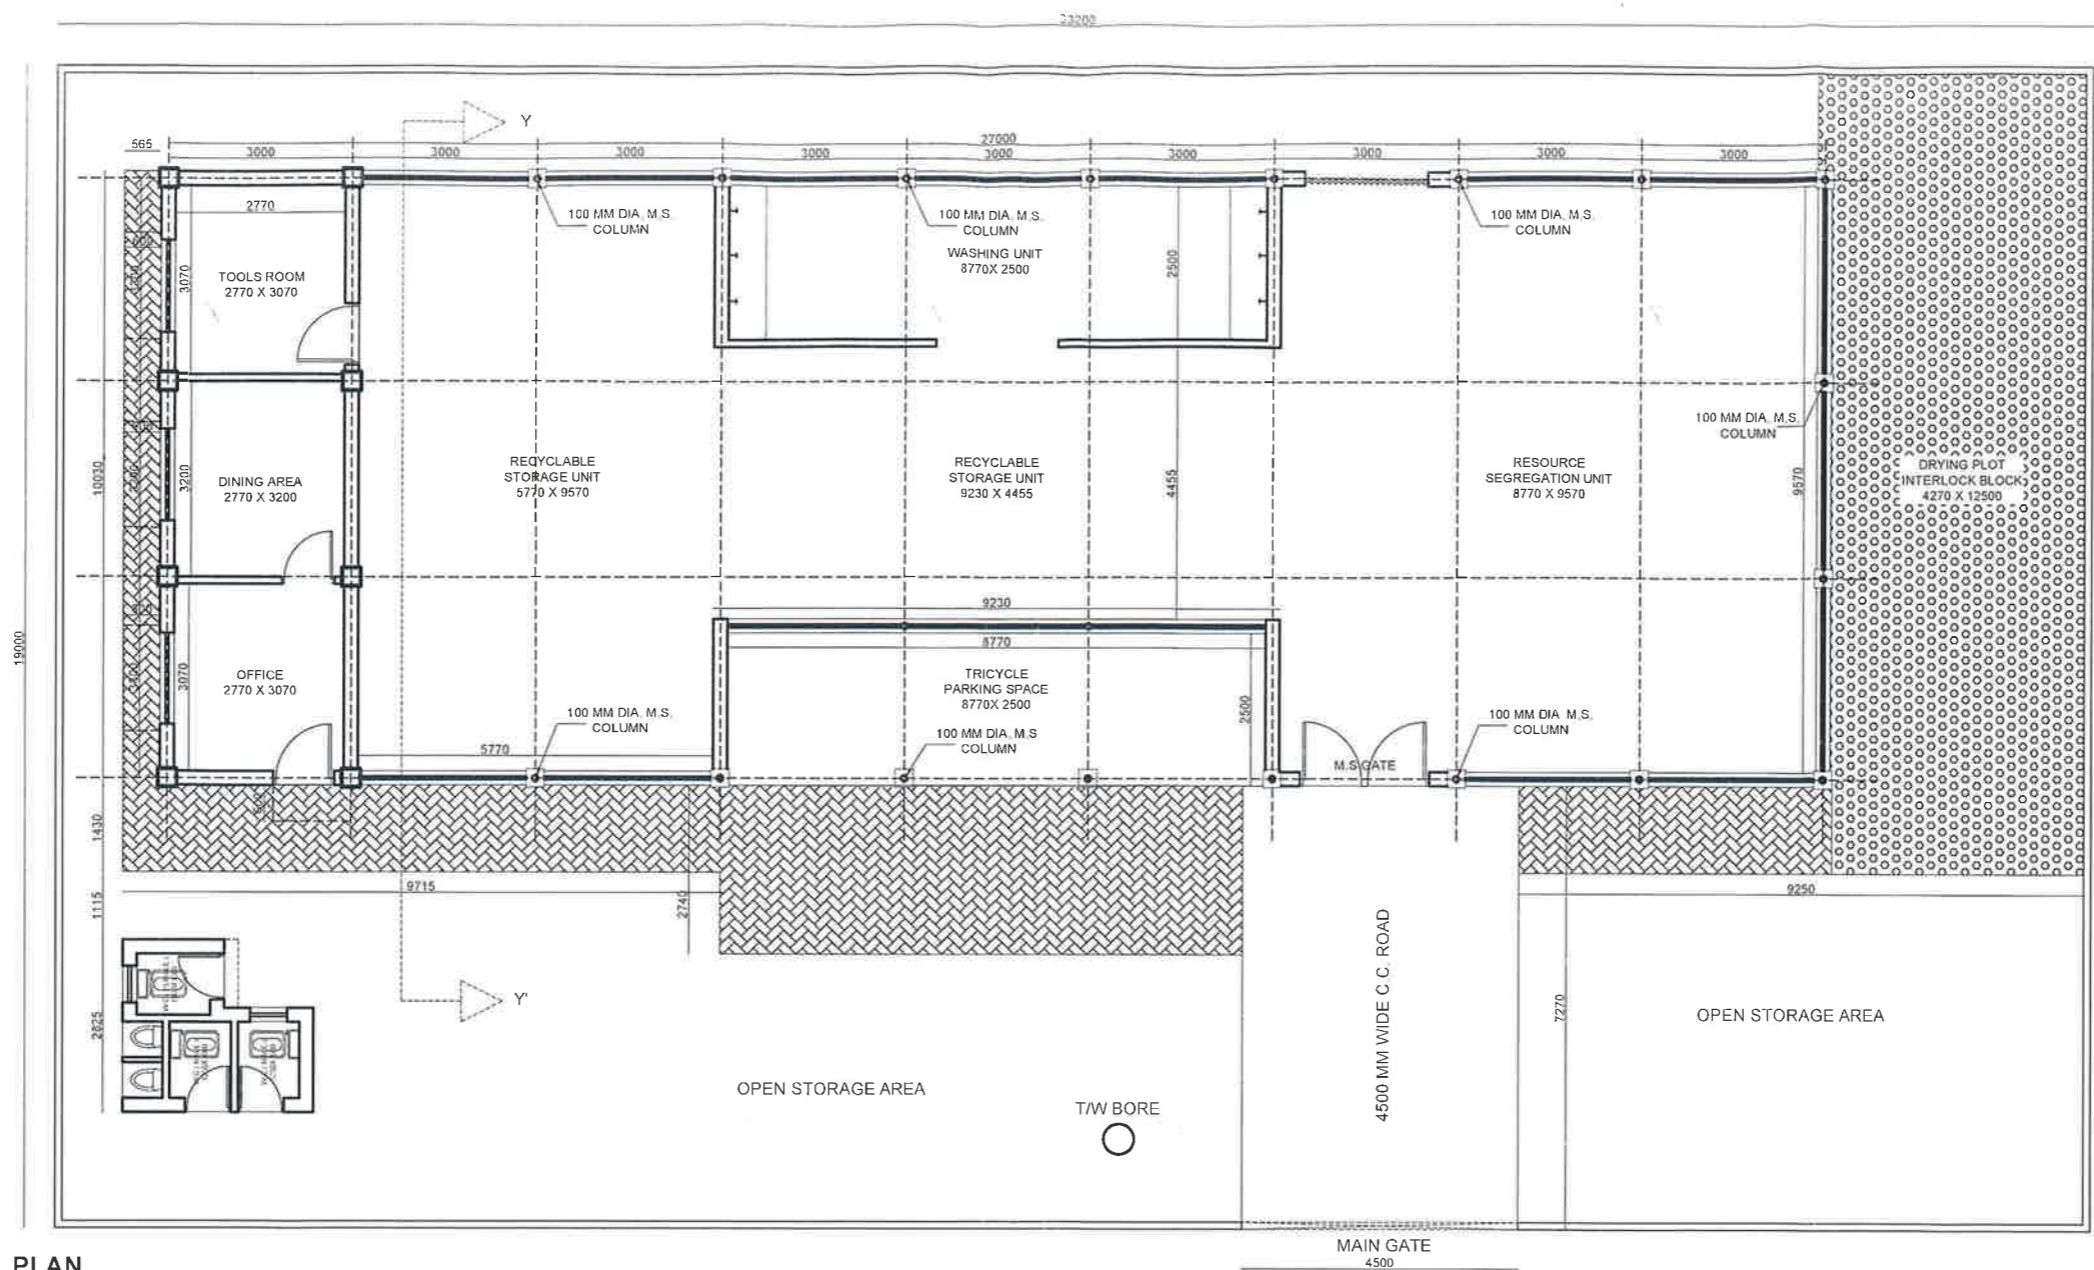 23200
Y
565
27000
3000
3000
3000
3000
3000
3000
3000
3000
3000
2770
100 MM DIA, M.S.
COLUMN
100 MM DIA, M.S.
COLUMN
100 MM DIA, M.S.
COLUMN
WASHING UNIT
8770X 2500
2500
TOOLS ROOM
2770 X 3070
3070
100 MM DIA, M.S.
COLUMN
RECYCLABLE
STORAGE UNIT
5770 X 9570
RECYCLABLE
STORAGE UNIT
9230 X 4455
4455
RESOURCE
SEGREGATION UNIT
8770 X 9570
9570
DRYING PLOT
INTERLOCK BLOCK
4270 X 12500
DINING AREA
2770 X 3200
3200
10030
19000
9230
8770
OFFICE
2770 X 3070
3070
TRICYCLE
PARKING SPACE
8770X 2500
2500
100 MM DIA, M.S.
COLUMN
100 MM DIA, M.S
COLUMN
100 MM DIA M.S.
COLUMN
5770
M.S.GATE
1430
1115
9715
2740
9250
2825
Y'
4500 MM WIDE C.C. ROAD
7270
OPEN STORAGE AREA
OPEN STORAGE AREA
T/W BORE
MAIN GATE
4500
PLAN